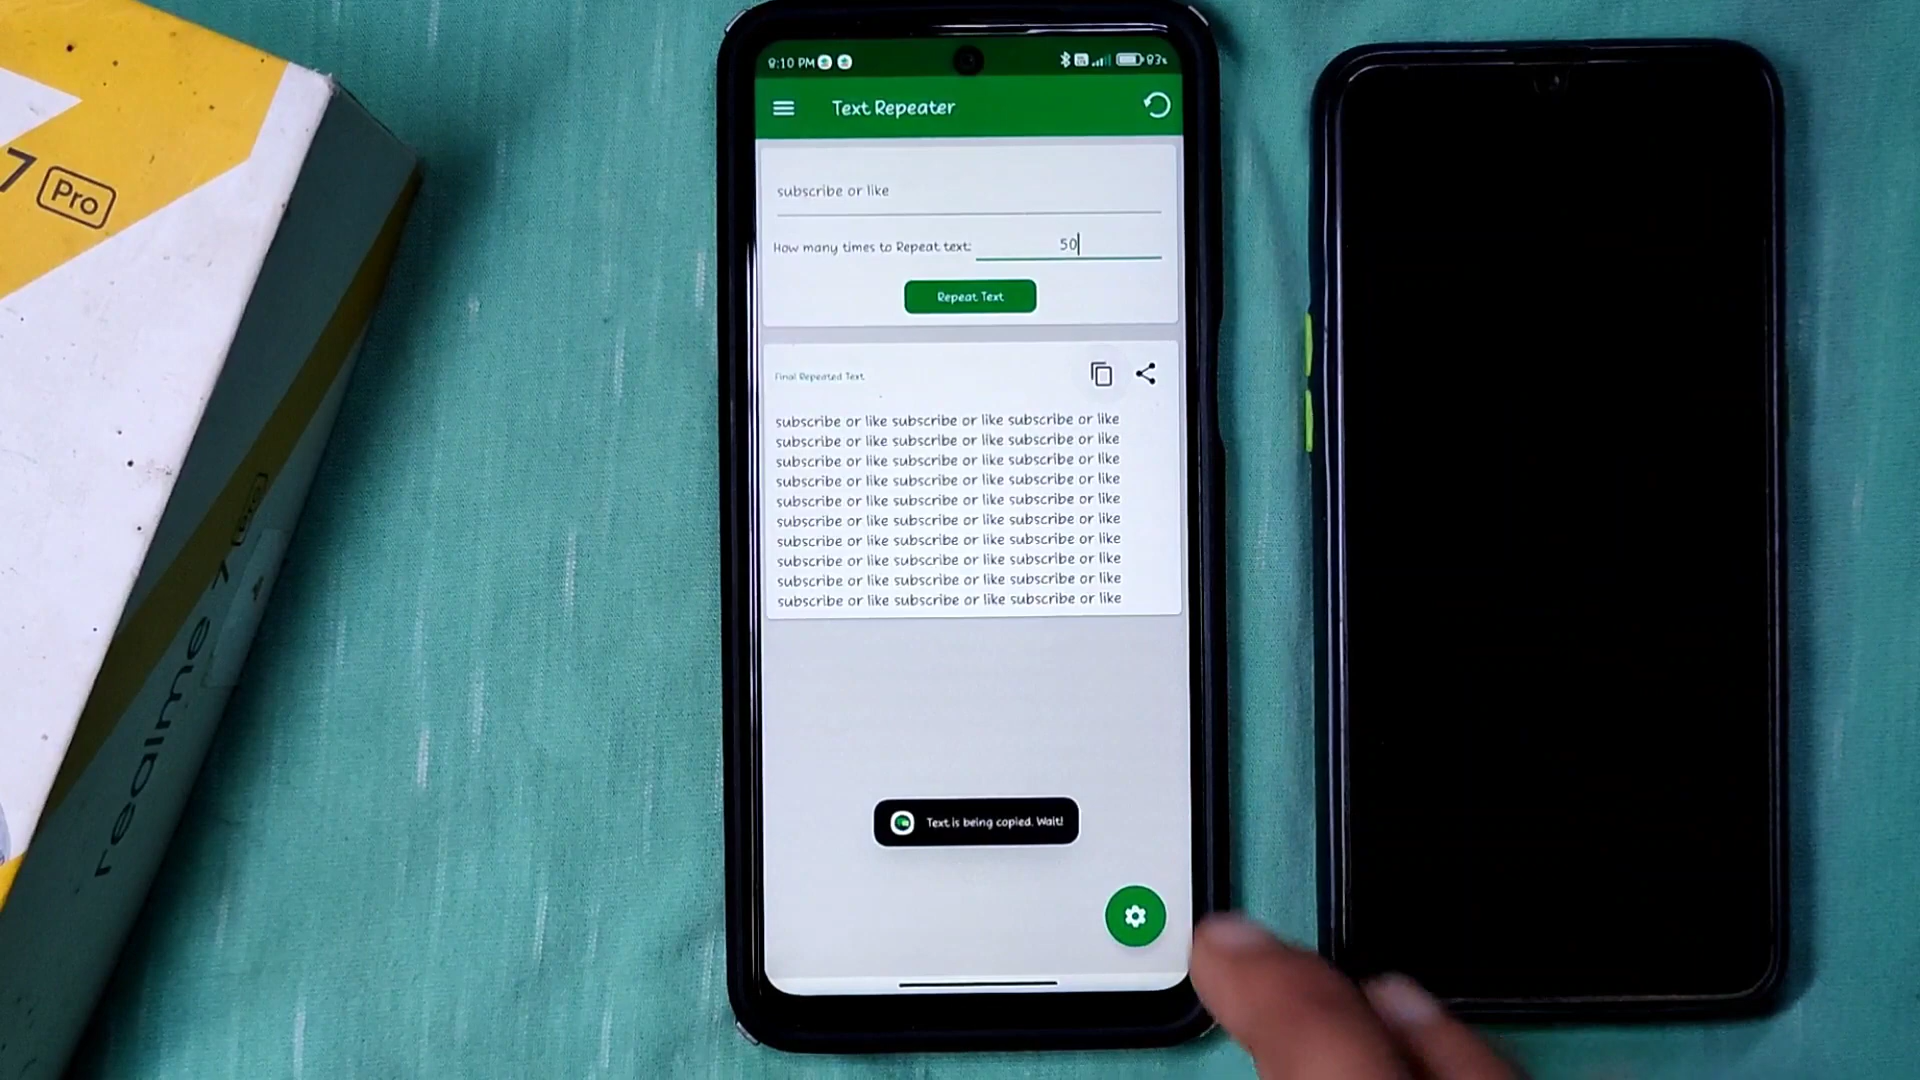 7 Pro
realme 7 Pro
9:10 PM
93%
Text Repeater
subscribe or like
How many times to Repeat text: 50
Repeat Text
Final Repeated Text
subscribe or like subscribe or like subscribe or like
subscribe or like subscribe or like subscribe or like
subscribe or like subscribe or like subscribe or like
subscribe or like subscribe or like subscribe or like
subscribe or like subscribe or like subscribe or like
subscribe or like subscribe or like subscribe or like
subscribe or like subscribe or like subscribe or like
subscribe or like subscribe or like subscribe or like
subscribe or like subscribe or like subscribe or like
subscribe or like subscribe or like subscribe or like
Text is being copied. Wait!